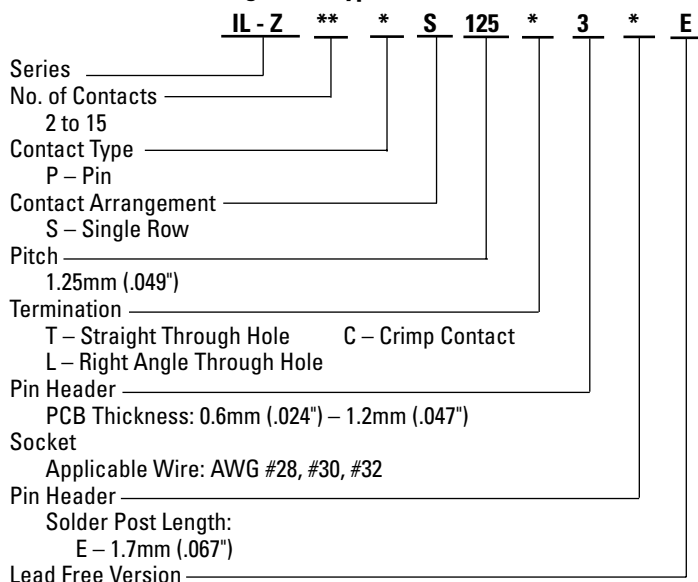 IL - Z ** * S 125 * 3 * E
Series
No. of Contacts
2 to 15
Contact Type
P – Pin
Contact Arrangement
S – Single Row
Pitch
1.25mm (.049")
Termination
T – Straight Through Hole C – Crimp Contact
L – Right Angle Through Hole
Pin Header
PCB Thickness: 0.6mm (.024") – 1.2mm (.047")
Socket
Applicable Wire: AWG #28, #30, #32
Pin Header
Solder Post Length:
E – 1.7mm (.067")
Lead Free Version